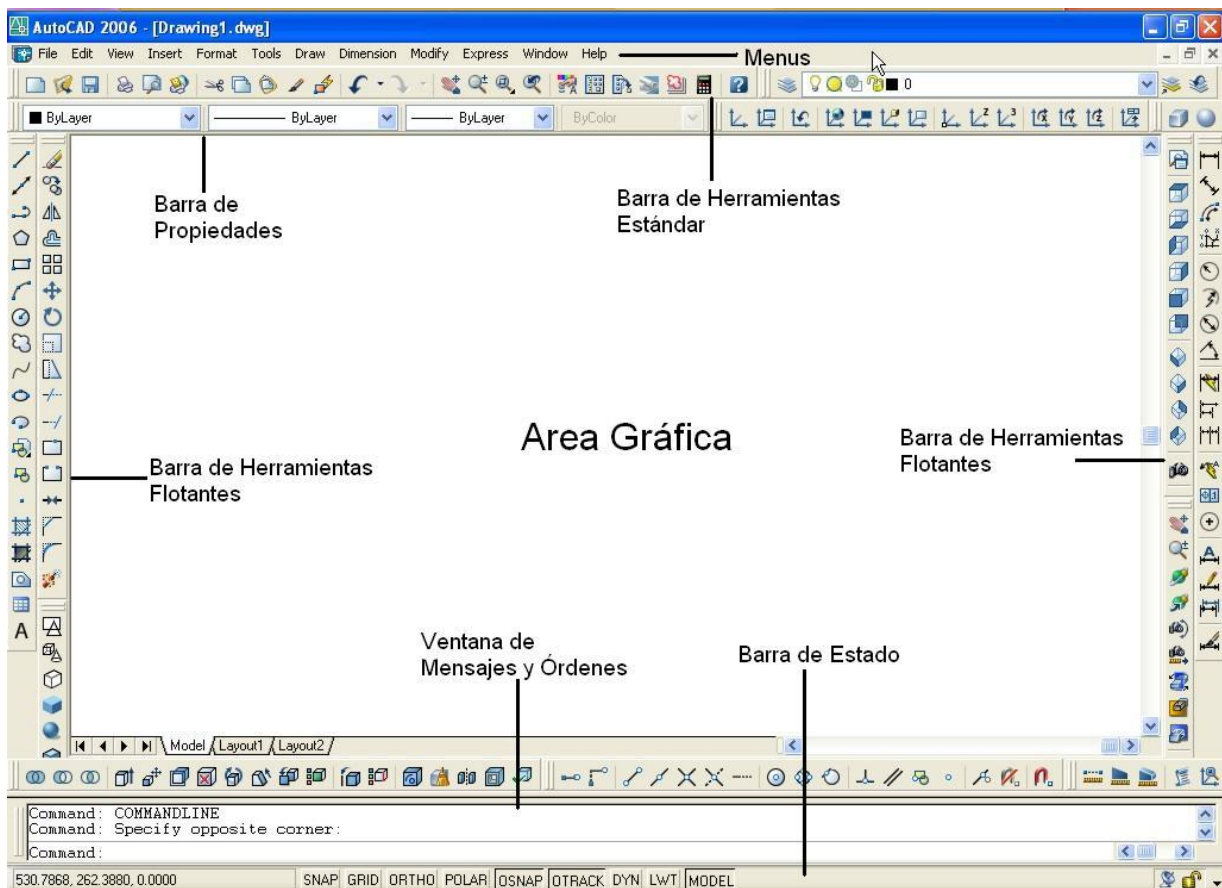 AutoCAD 2006 - [Drawing1.dwg]
File Edit View Insert Format Tools Draw Dimension Modify Express Window Help
Menus
0
ByLayer
ByLayer
ByLayer
ByColor
Barra de
Propiedades
Barra de Herramientas
Estándar
Area Gráfica
Barra de Herramientas
Flotantes
Barra de Herramientas
Flotantes
A
Ventana de
Mensajes y Órdenes
Barra de Estado
Model Layout1 Layout2
Command: COMMANDLINE
Command: Specify opposite corner:
Command:
530.7868, 262.3880, 0.0000 SNAP GRID ORTHO POLAR OSNAP OTRACK DYN LWT MODEL